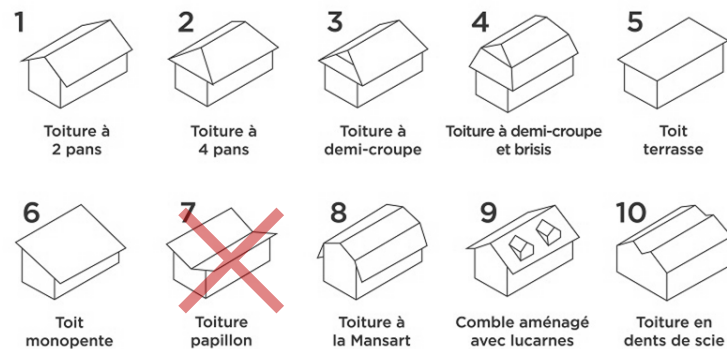 1
2
3
4
5
Toiture à
2 pans
Toiture à
4 pans
Toiture à
demi-croupe
Toiture à demi-croupe
et brisis
Toit
terrasse
6
7
8
9
10
Toit
monopente
Toiture
papillon
Toiture à
la Mansart
Comble aménagé
avec lucarnes
Toiture en
dents de scie